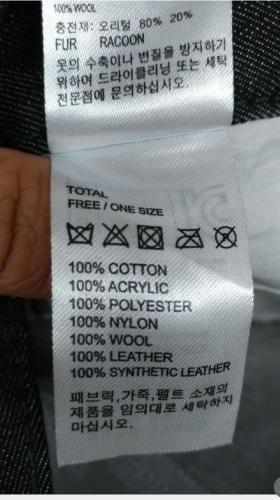 100% WOOL
충전재: 오리털 80% 20%
FUR RACOON
옷의 수축이나 변질을 방지하기
위하여 드라이클리닝 또는 세탁
전문점에 문의하십시오.
TOTAL
FREE / ONE SIZE
100% COTTON
100% ACRYLIC
100% POLYESTER
100% NYLON
100% WOOL
100% LEATHER
100% SYNTHETIC LEATHER
패브릭,가죽,펠트 소재의
제품을 임의대로 세탁하지
마십시오.